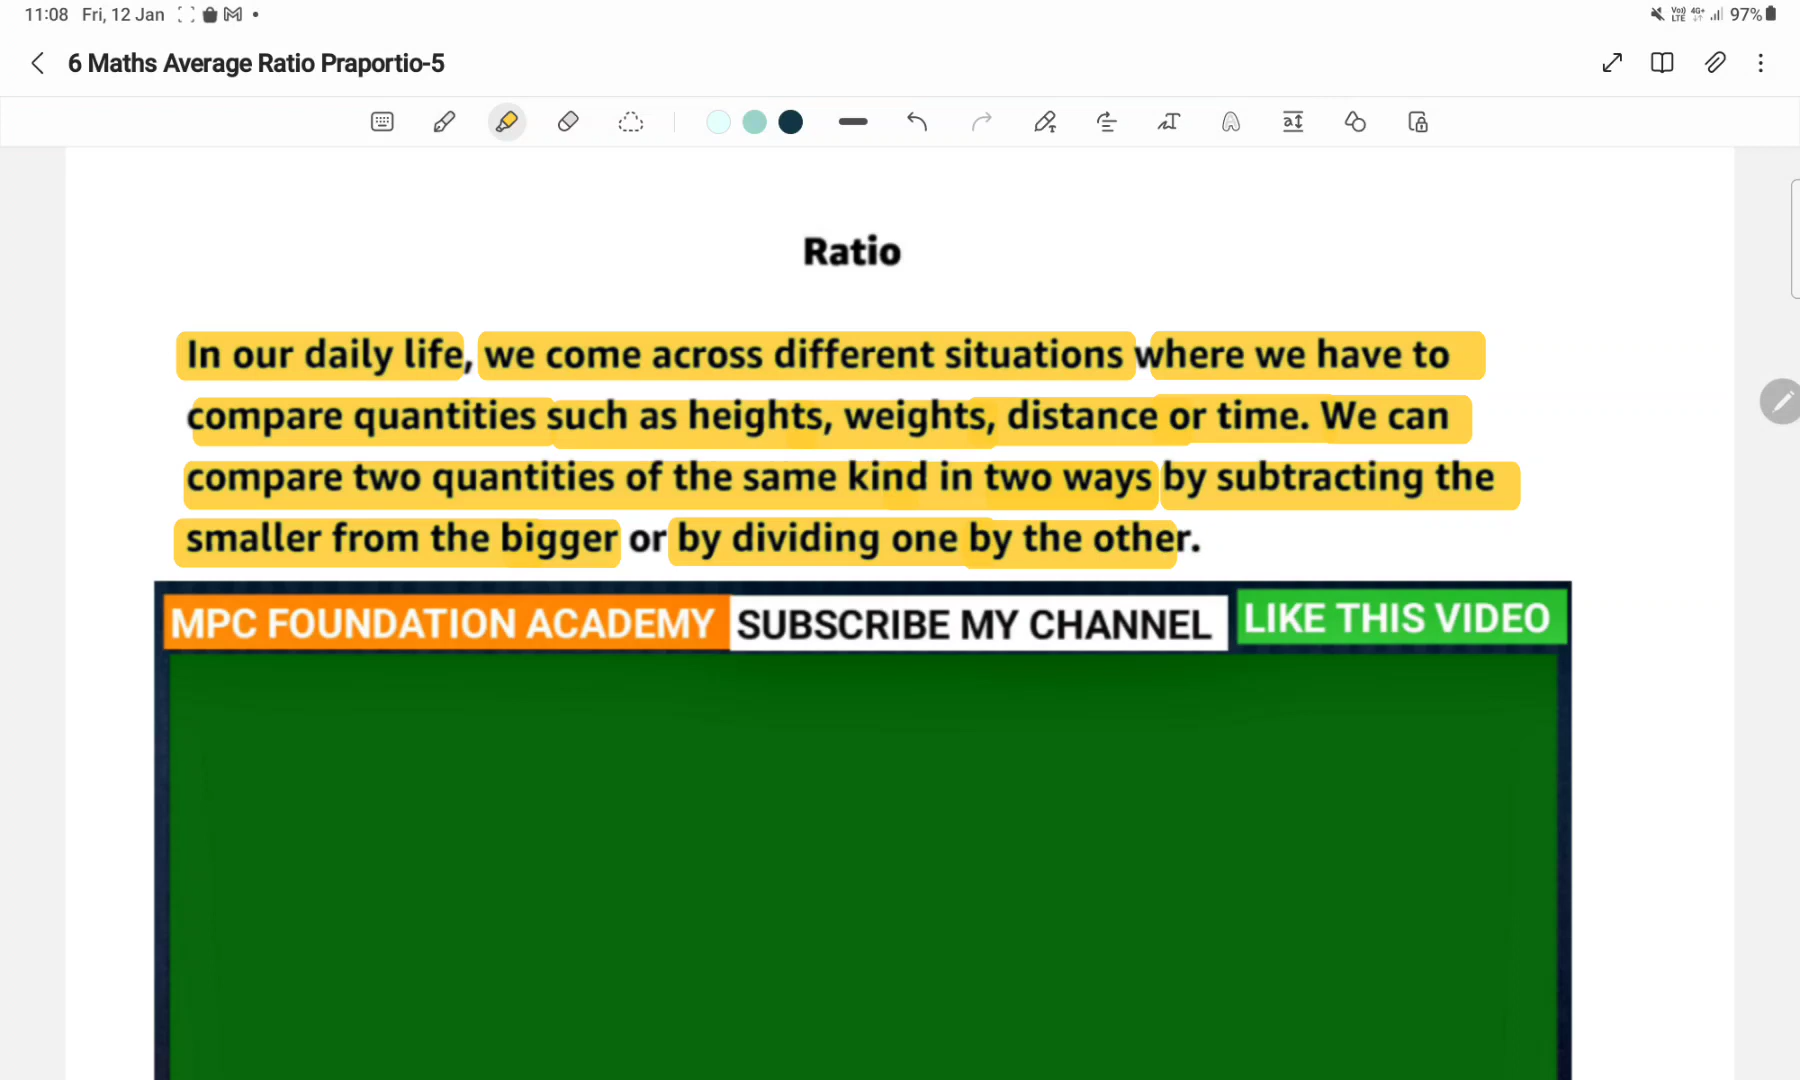 11:08 Fri, 12 Jan
Vo)) LTE 4G+ 97%
6 Maths Average Ratio Praportio-5
Ratio
In our daily life, we come across different situations where we have to
compare quantities such as heights, weights, distance or time. We can
compare two quantities of the same kind in two ways by subtracting the
smaller from the bigger or by dividing one by the other.
MPC FOUNDATION ACADEMY SUBSCRIBE MY CHANNEL LIKE THIS VIDEO